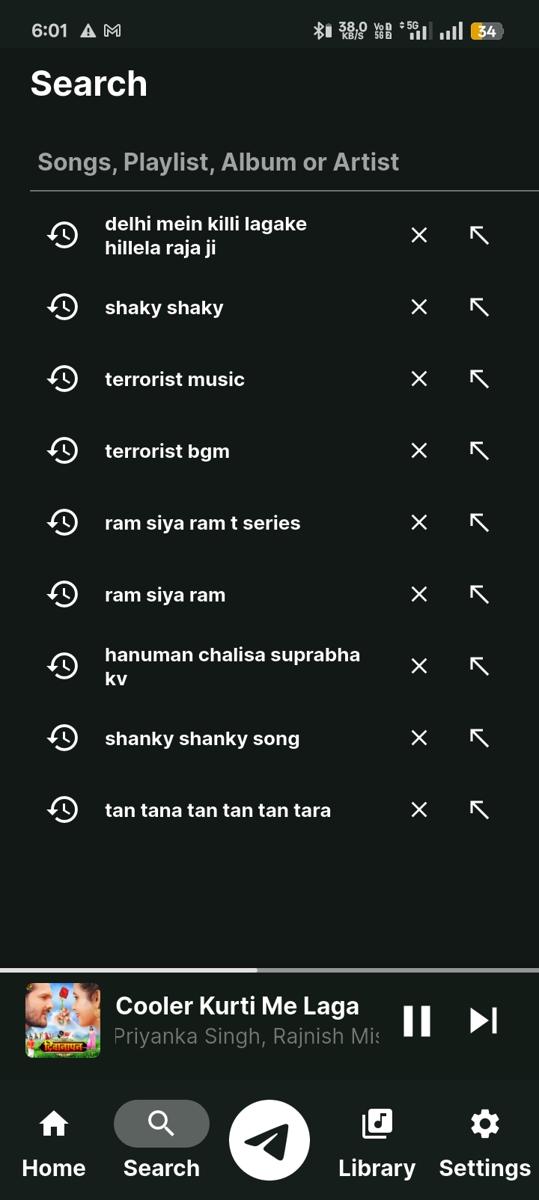 6:01
38.0 KB/S
Vo
5G
5G
34
Search
Songs, Playlist, Album or Artist
delhi mein killi lagake
hillela raja ji
shaky shaky
terrorist music
terrorist bgm
ram siya ram t series
ram siya ram
hanuman chalisa suprabha
kv
shanky shanky song
tan tana tan tan tan tara
दिवानापन
Cooler Kurti Me Laga
Priyanka Singh, Rajnish Mis
Home
Search
Library
Settings